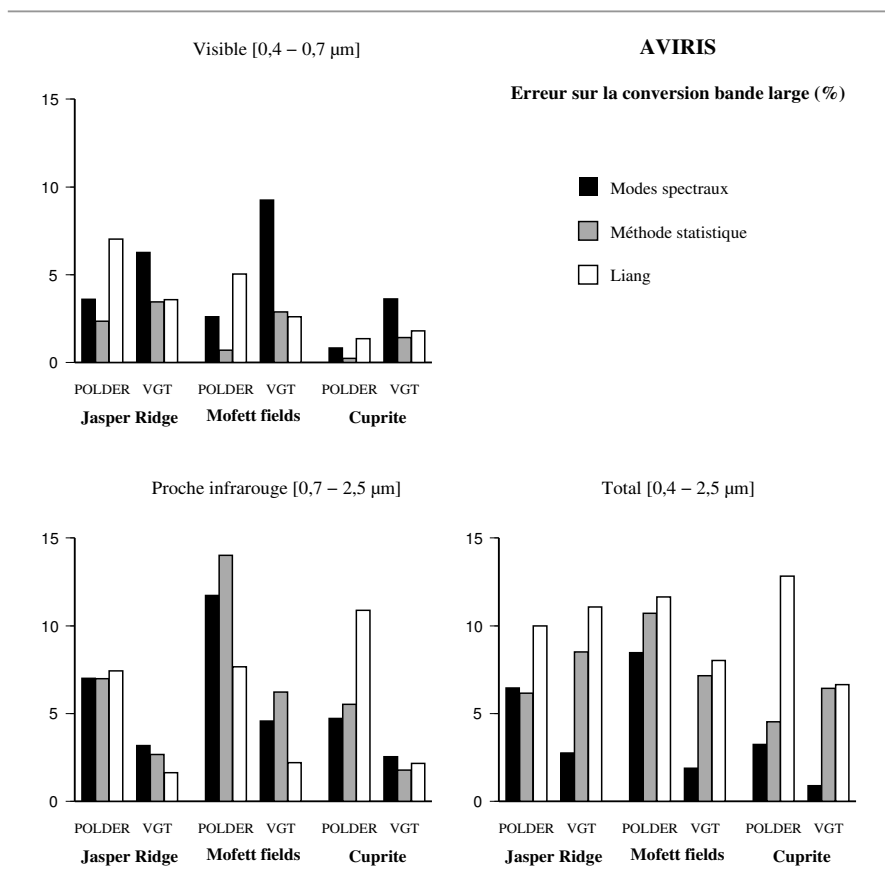 Visible [0,4 − 0,7 µm]
AVIRIS
Erreur sur la conversion bande large (%)
Modes spectraux
Méthode statistique
Liang
15
10
5
0
POLDER VGT POLDER VGT POLDER VGT
Jasper Ridge Mofett fields Cuprite
Proche infrarouge [0,7 − 2,5 µm]
15
10
5
0
POLDER VGT POLDER VGT POLDER VGT
Jasper Ridge Mofett fields Cuprite
Total [0,4 − 2,5 µm]
15
10
5
0
POLDER VGT POLDER VGT POLDER VGT
Jasper Ridge Mofett fields Cuprite